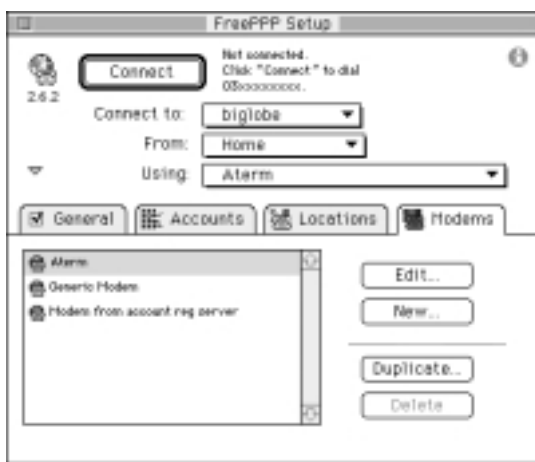 FreePPP Setup
Connect
Not connected.
Click "Connect" to dial
03xxxxxxxxx.
2.6.2
Connect to: biglobe
From: Home
Using: Aterm
General Accounts Locations Modems
Aterm
Generic Modem
Modem from account reg server
Edit...
New...
Duplicate...
Delete